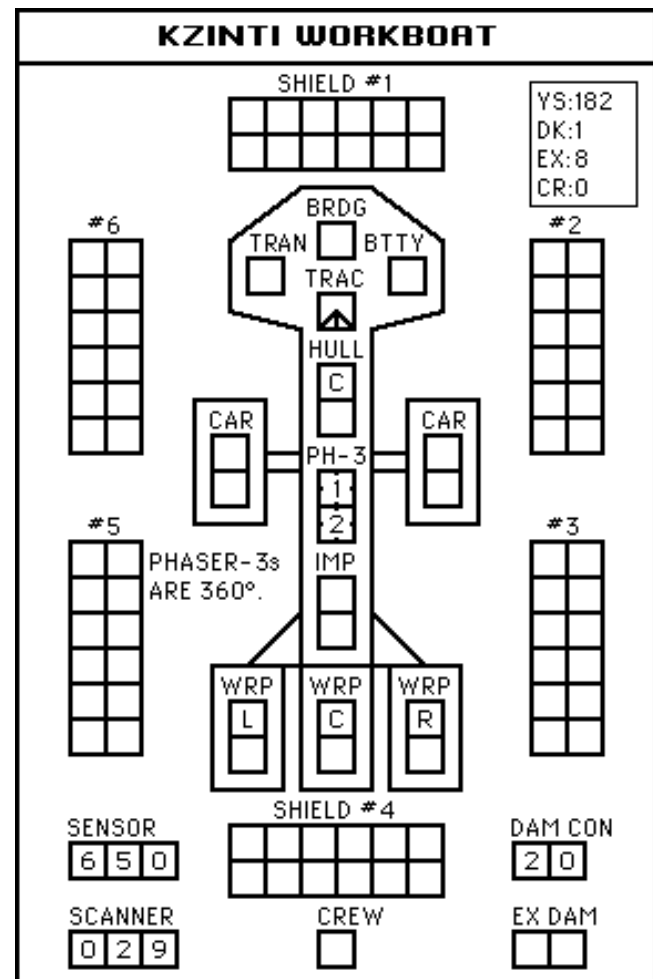 KZINTI WORKBOAT
SHIELD #1
YS:182
DK:1
EX:8
CR:0
#6
BRDG
TRAN
BTTY
#2
TRAC
HULL
C
CAR
CAR
PH-3
1
2
#5
#3
PHASER-3s
ARE 360°.
IMP
WRP WRP WRP
L C R
SHIELD #4
SENSOR
6 5 0
DAM CON
2 0
SCANNER
0 2 9
CREW
EX DAM